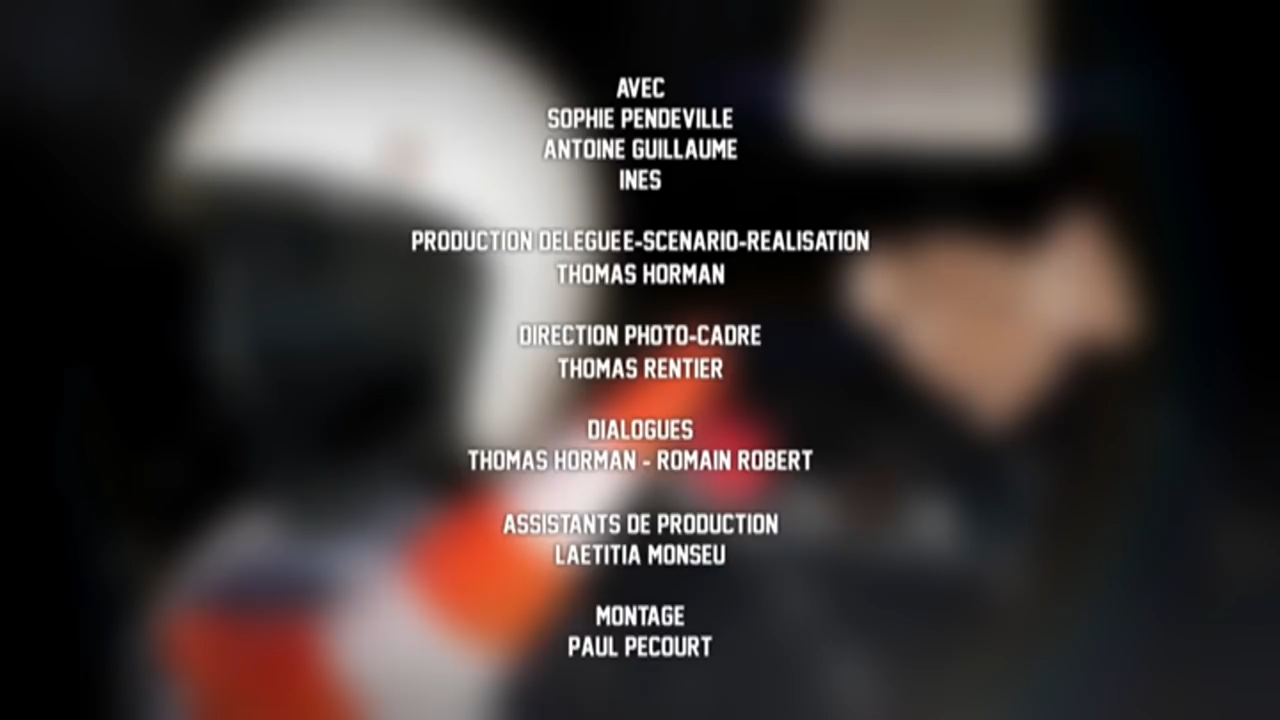 AVEC
SOPHIE PENDEVILLE
ANTOINE GUILLAUME
INES
PRODUCTION DELEGUEE-SCENARIO-REALISATION
THOMAS HORMAN
DIRECTION PHOTO-CADRE
THOMAS RENTIER
DIALOGUES
THOMAS HORMAN - ROMAIN ROBERT
ASSISTANTS DE PRODUCTION
LAETITIA MONSEU
MONTAGE
PAUL PECOURT